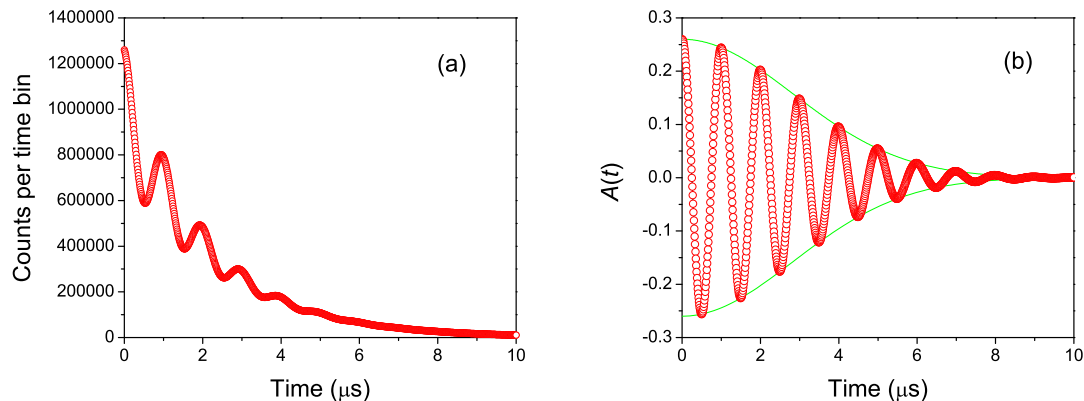 1400000
1200000
1000000
800000
600000
400000
200000
0
Counts per time bin
(a)
0 2 4 6 8 10
Time (μs)
0.3
0.2
0.1
0.0
-0.1
-0.2
-0.3
A(t)
(b)
0 2 4 6 8 10
Time (μs)